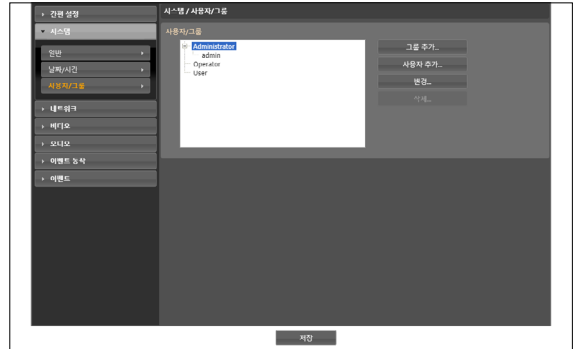 간편 설정
시스템
일반
날짜/시간
사용자/그룹
네트워크
비디오
오디오
이벤트 동작
이벤트
시스템 / 사용자/그룹
사용자/그룹
Administrator
admin
Operator
User
그룹 추가...
사용자 추가...
변경...
삭제...
저장